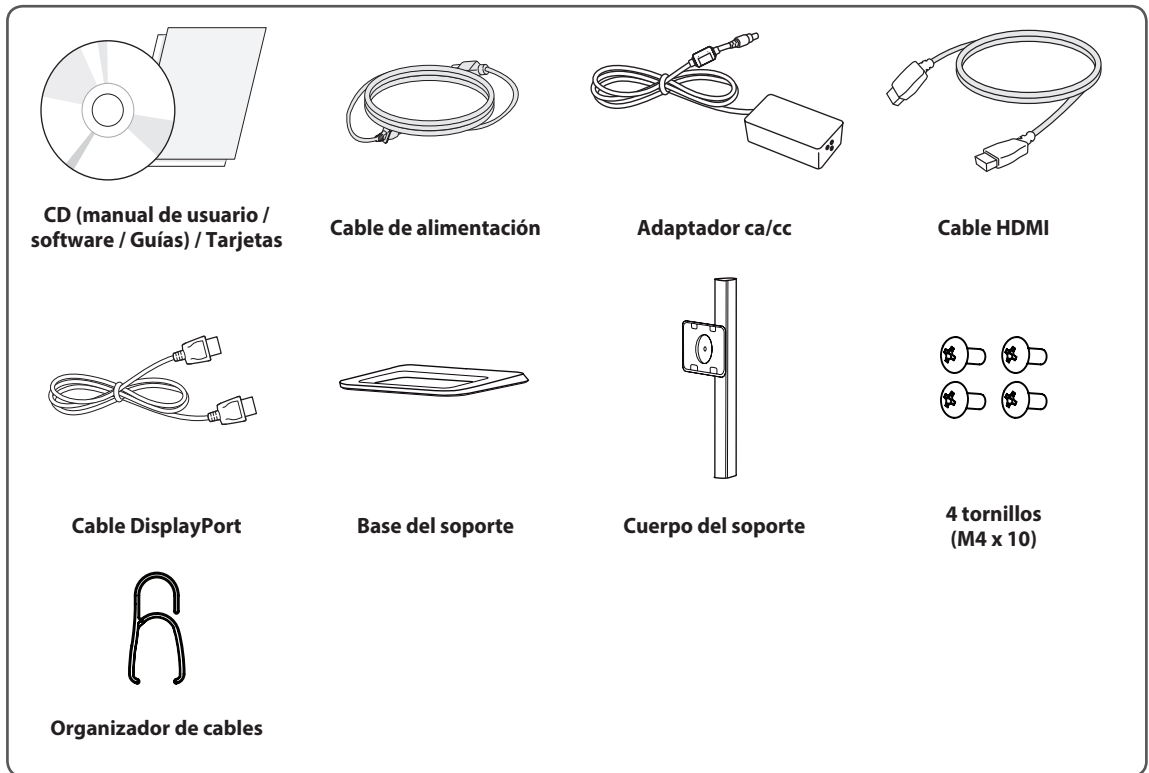 CD (manual de usuario /
software / Guías) / Tarjetas
Cable de alimentación
Adaptador ca/cc
Cable HDMI
Cable DisplayPort
Base del soporte
Cuerpo del soporte
4 tornillos
(M4 x 10)
Organizador de cables